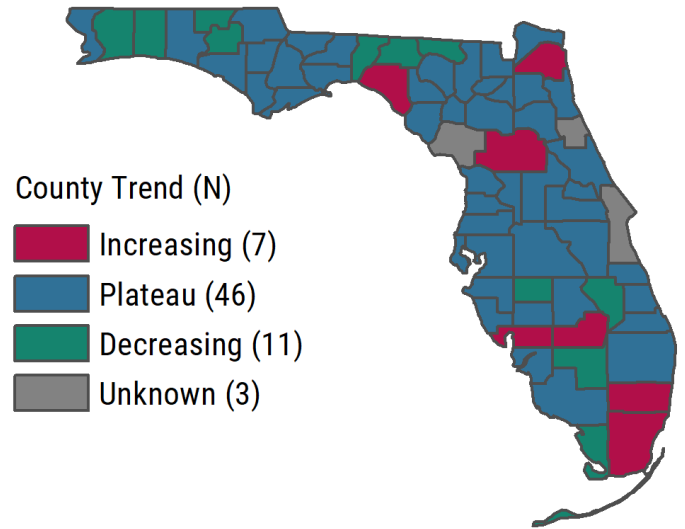 County Trend (N)
Increasing (7)
Plateau (46)
Decreasing (11)
Unknown (3)